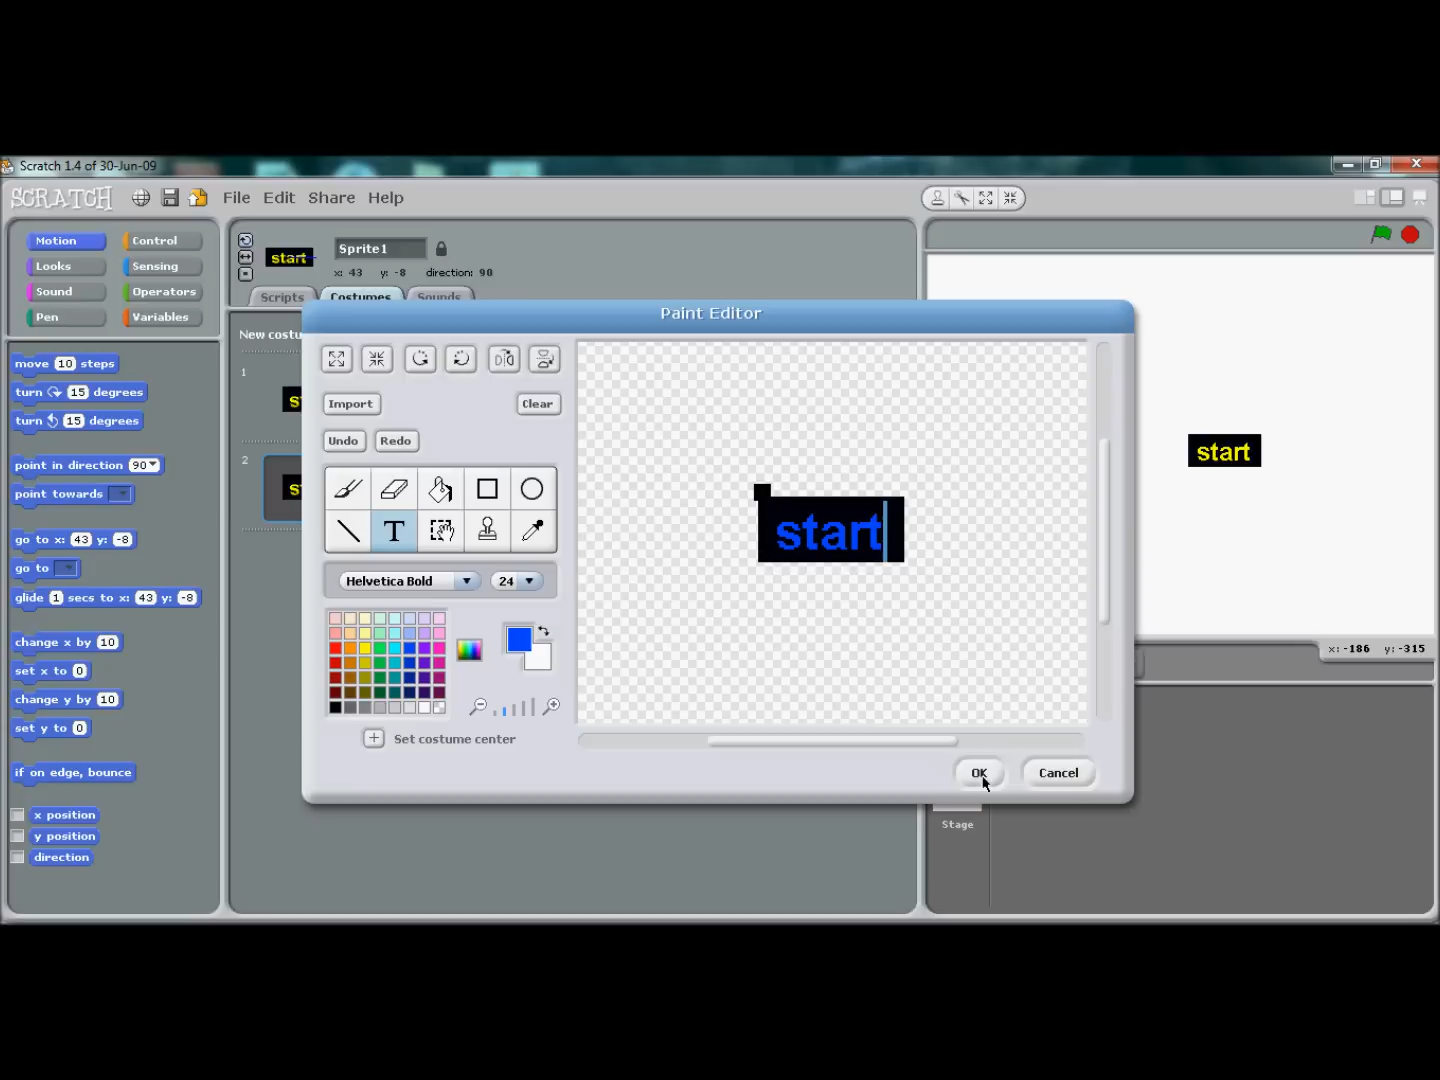 Scratch 1.4 of 30-Jun-09
SCRATCH File Edit Share Help
Motion Control
Looks Sensing
Sound Operators
Pen Variables
move 10 steps
turn 15 degrees
turn 15 degrees
point in direction 90
point towards
go to x: 43 y: -8
go to
glide 1 secs to x: 43 y: -8
change x by 10
set x to 0
change y by 10
set y to 0
if on edge, bounce
x position
y position
direction
start
Sprite1
x: 43 y: -8 direction: 90
Scripts Costumes Sounds
New costu
1
st
2
st
Paint Editor
Import Clear
Undo Redo
T
Helvetica Bold 24
Set costume center
start
OK Cancel
start
x: -186 y: -315
Stage